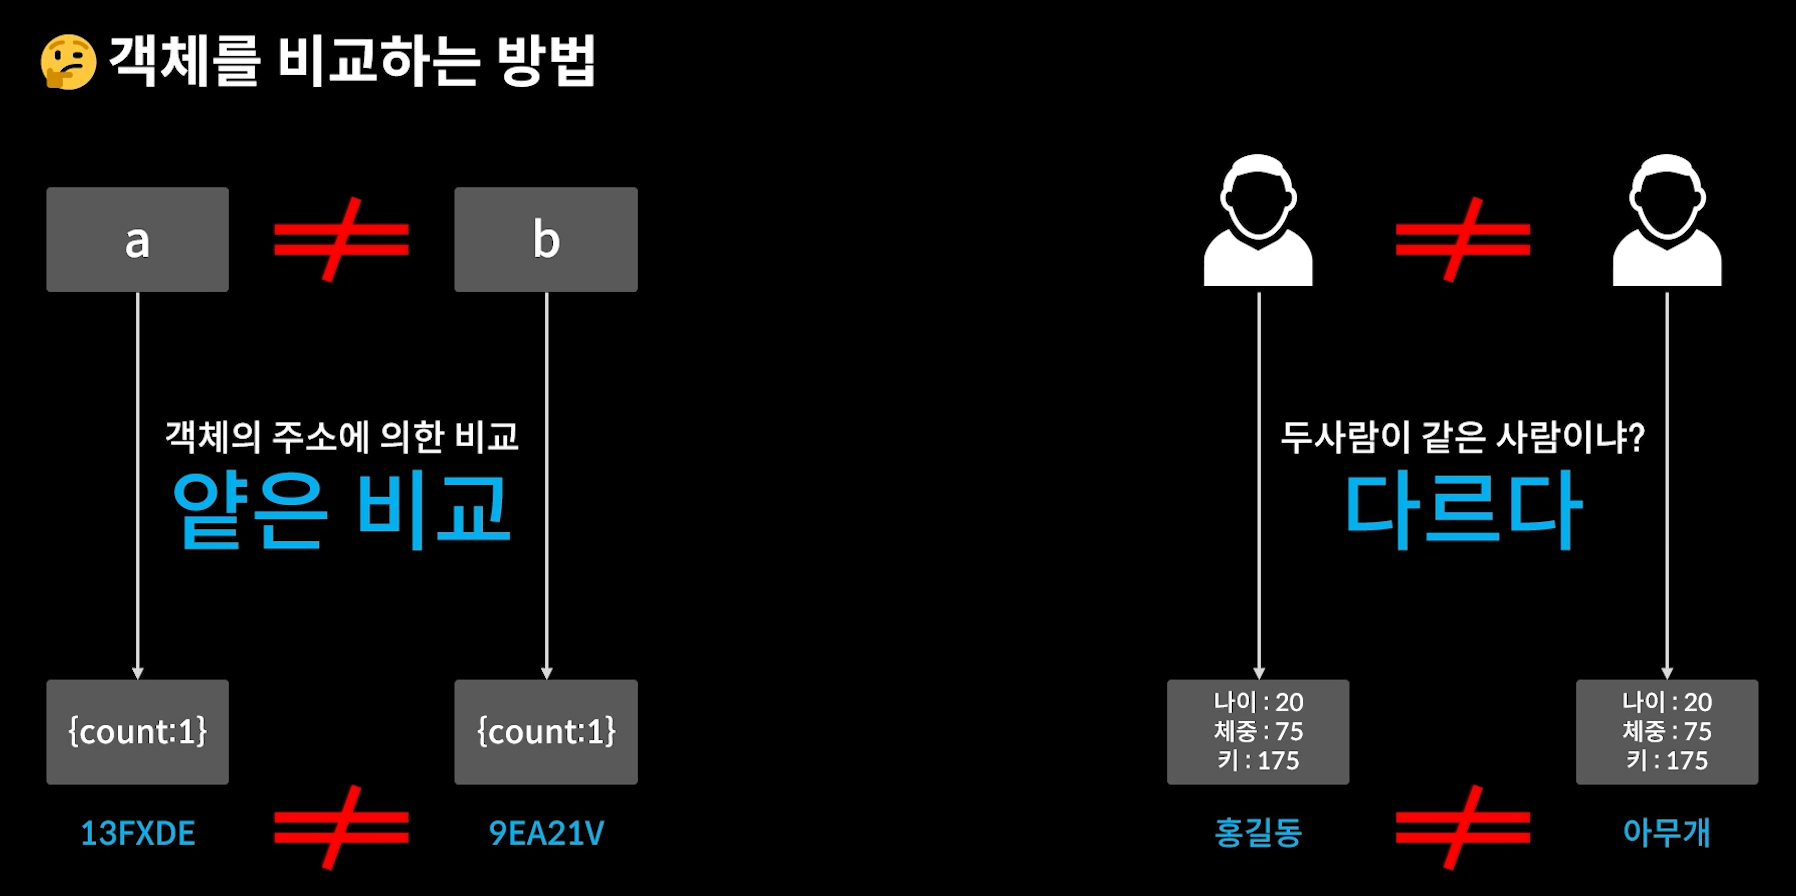 🤔 객체를 비교하는 방법
a
b
객체의 주소에 의한 비교
얕은 비교
{count:1}
{count:1}
13FXDE
9EA21V
두사람이 같은 사람이냐?
다르다
나이 : 20
체중 : 75
키 : 175
나이 : 20
체중 : 75
키 : 175
홍길동
아무개